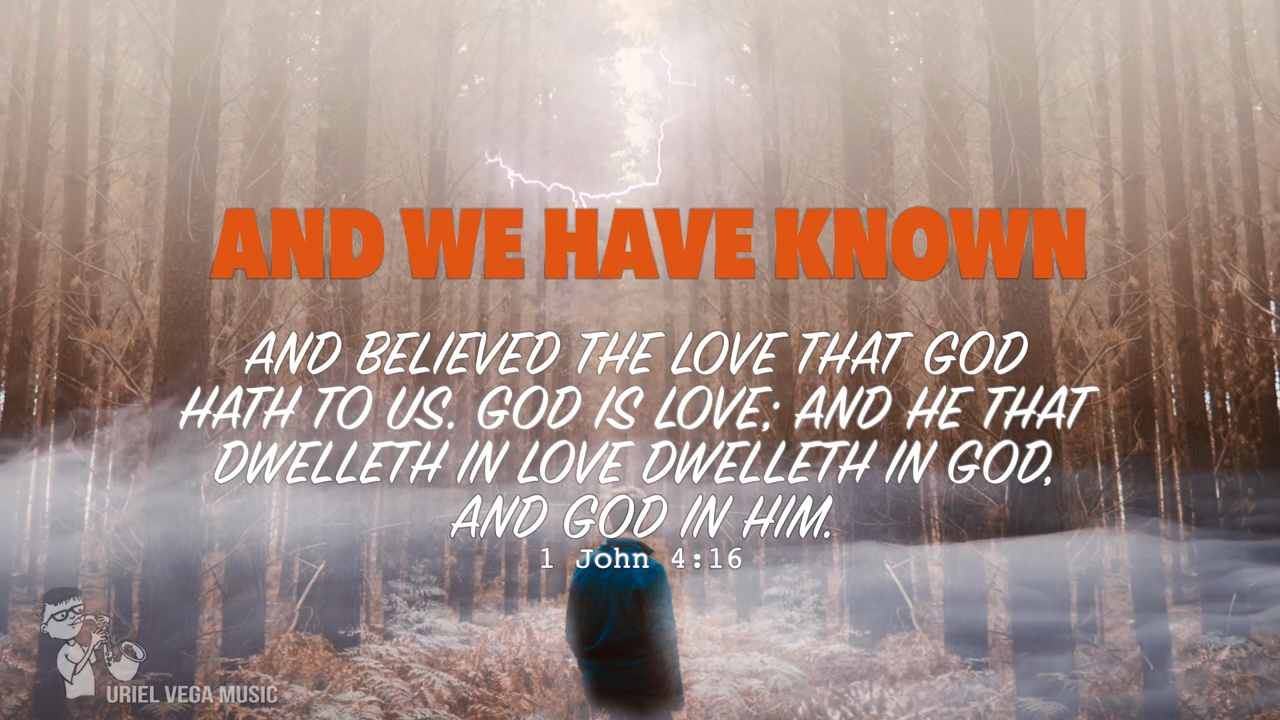 AND WE HAVE KNOWN
AND BELIEVED THE LOVE THAT GOD
HATH TO US. GOD IS LOVE; AND HE THAT
DWELLETH IN LOVE DWELLETH IN GOD,
AND GOD IN HIM.
1 John 4:16
URIEL VEGA MUSIC